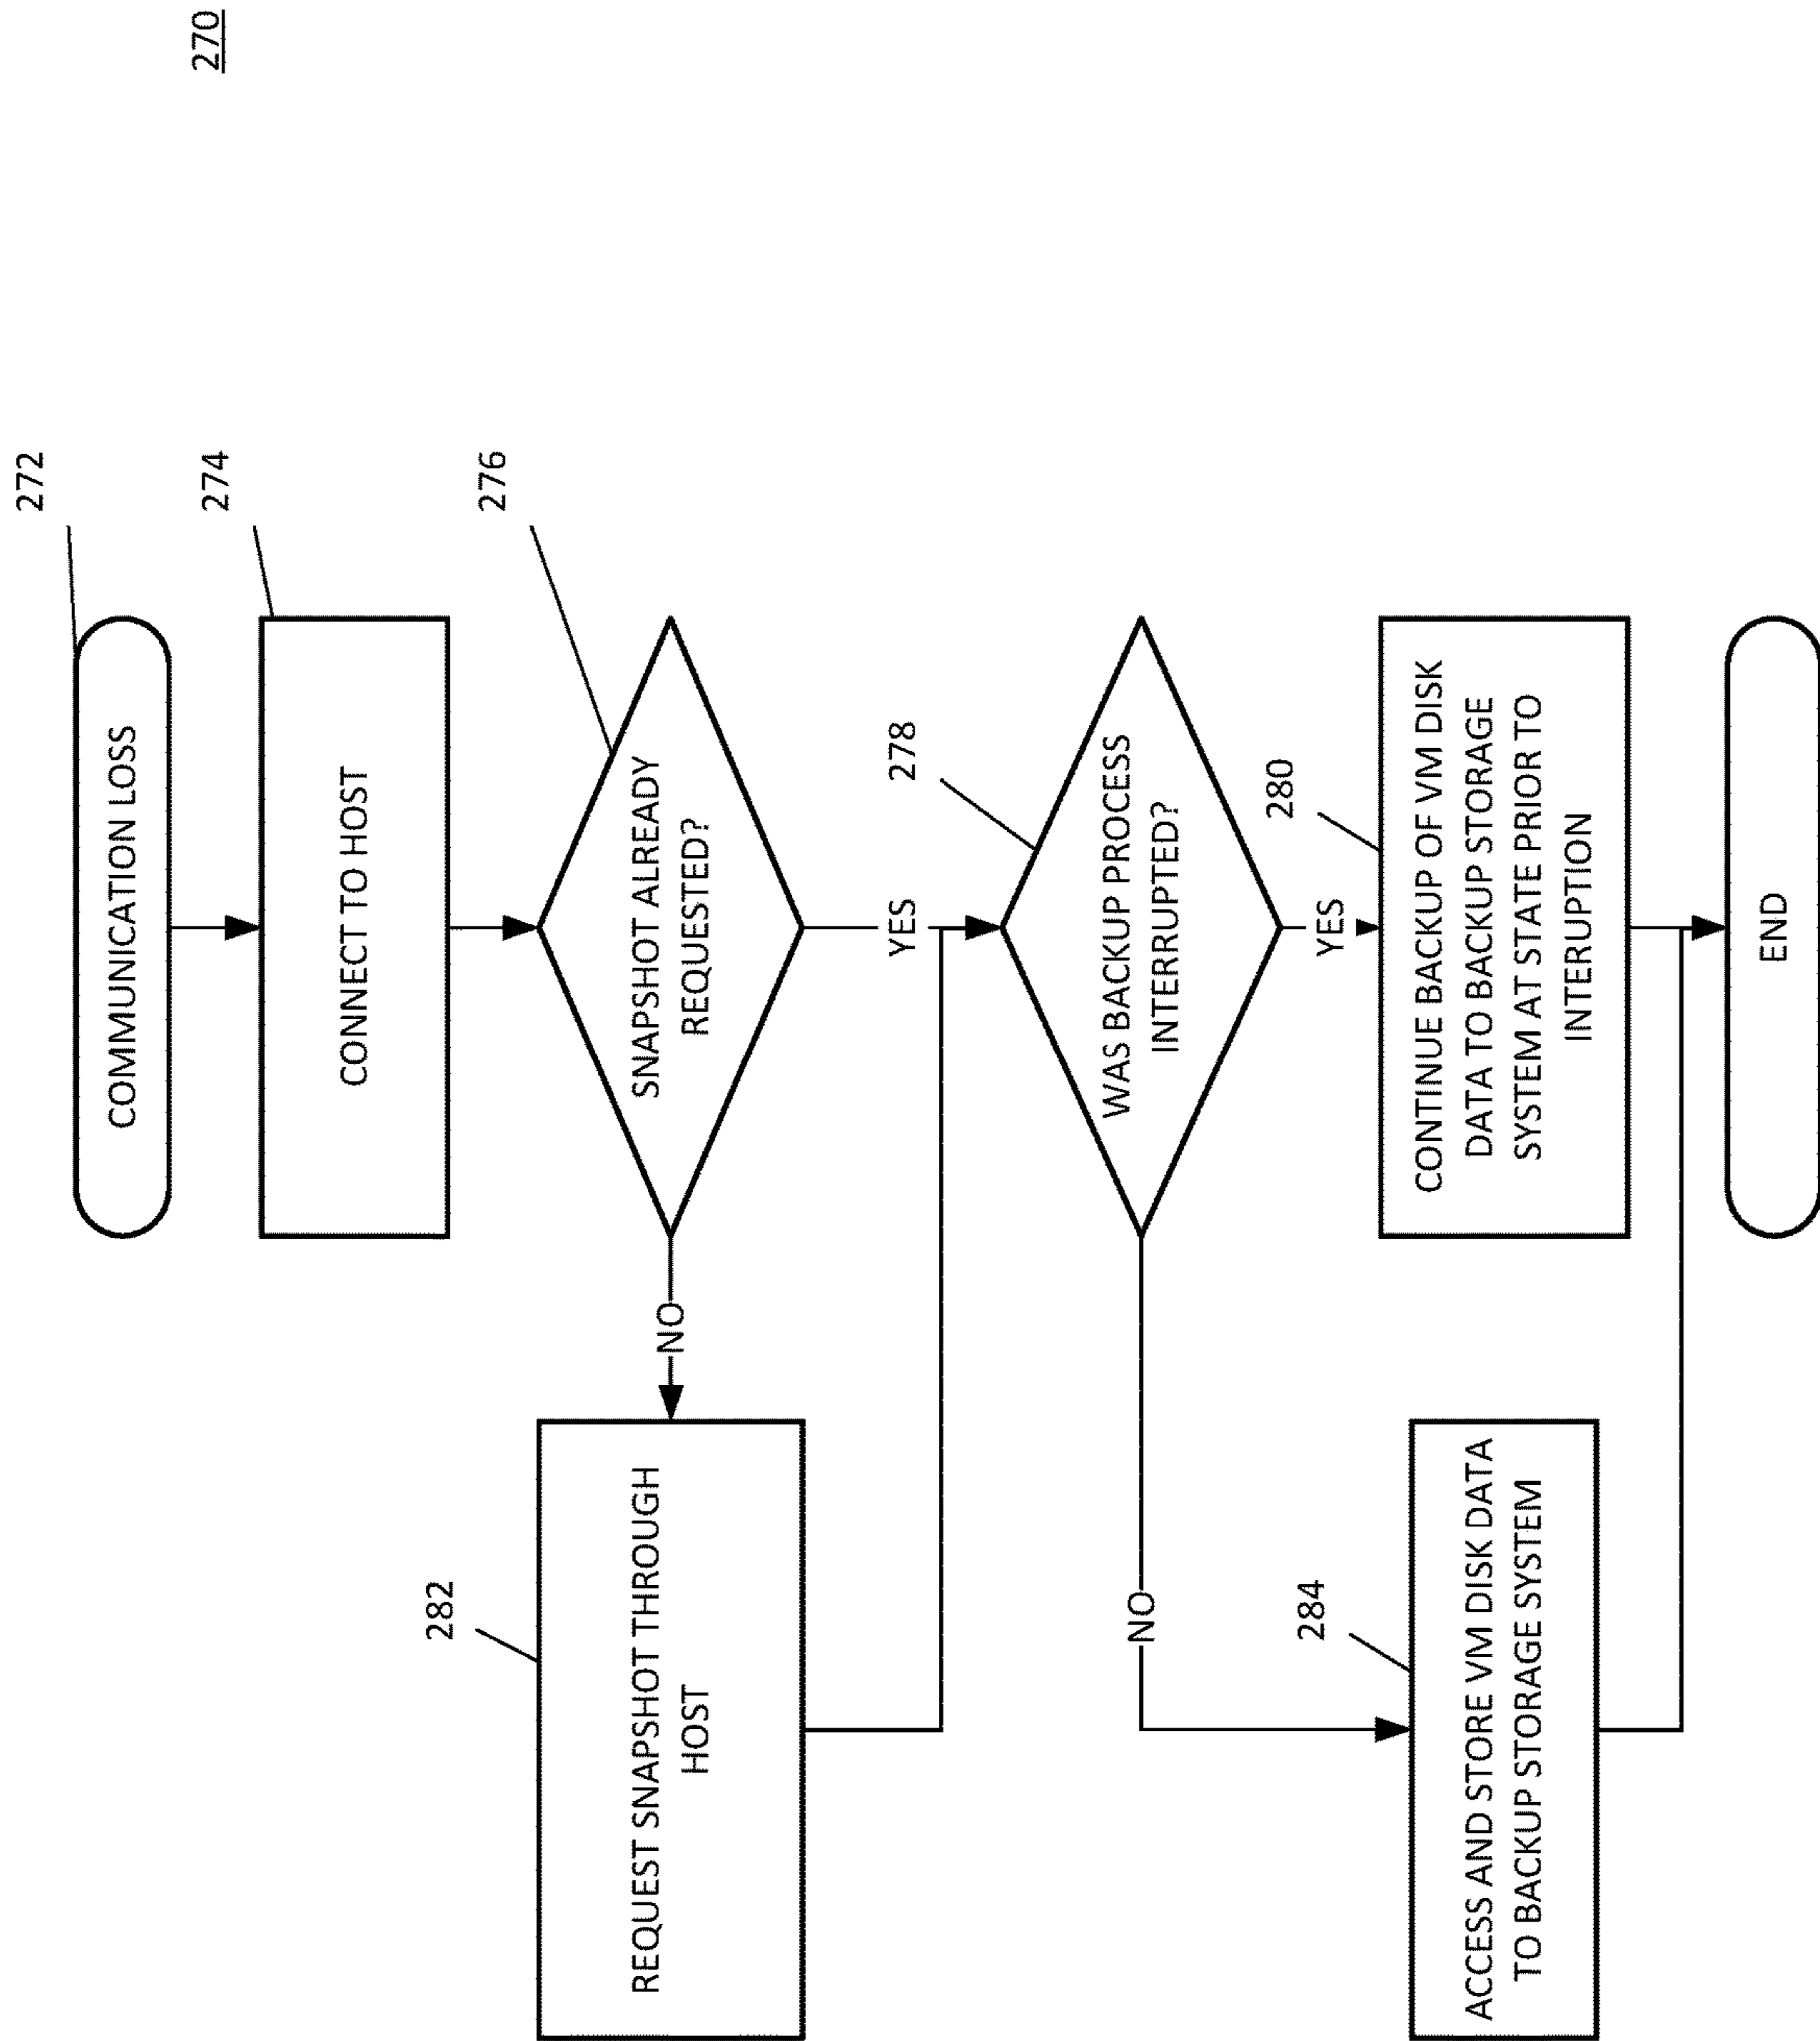 270
272
COMMUNICATION LOSS
274
CONNECT TO HOST
276
SNAPSHOT ALREADY
REQUESTED?
NO
YES
282
REQUEST SNAPSHOT THROUGH
HOST
278
WAS BACKUP PROCESS
INTERRUPTED?
NO
YES
280
CONTINUE BACKUP OF VM DISK
DATA TO BACKUP STORAGE
SYSTEM AT STATE PRIOR TO
INTERRUPTION
284
ACCESS AND STORE VM DISK DATA
TO BACKUP STORAGE SYSTEM
END